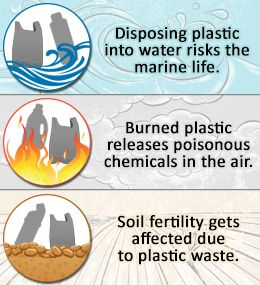 Disposing plastic
into water risks the
marine life.
Burned plastic
releases poisonous
chemicals in the air.
Soil fertility gets
affected due
to plastic waste.